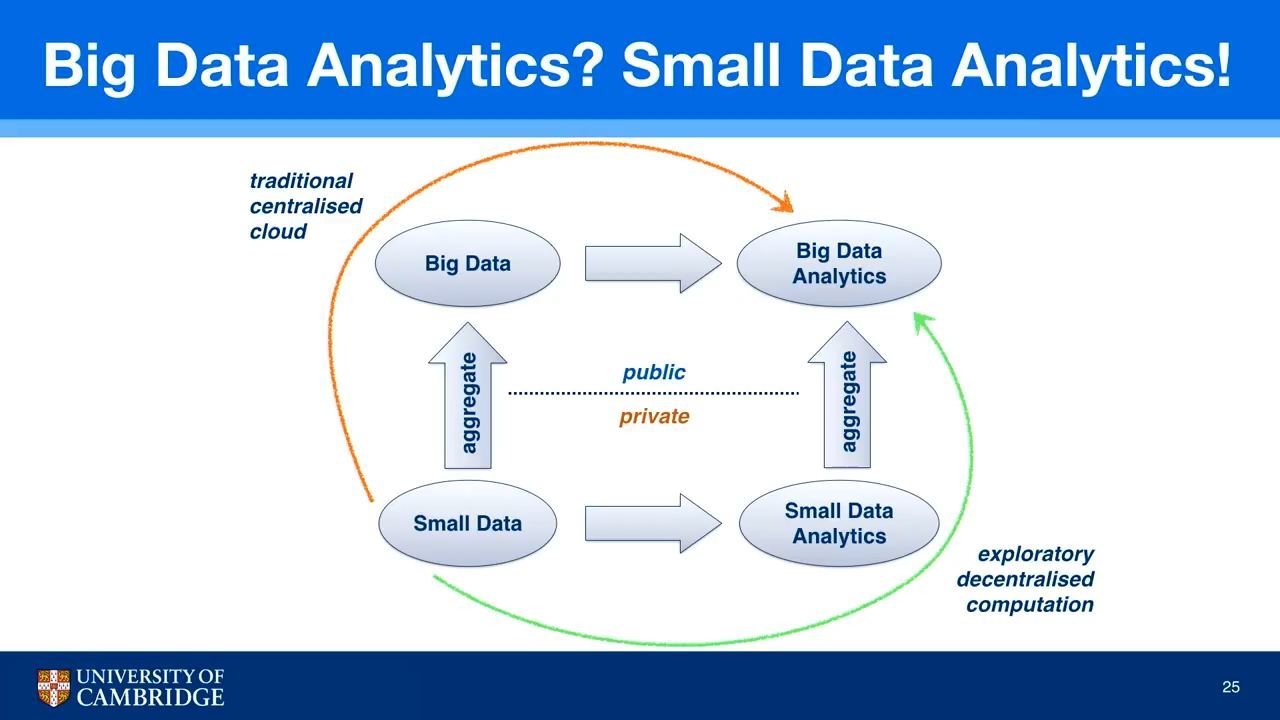 Big Data Analytics? Small Data Analytics!
traditional
centralised
cloud
Big Data
Big Data
Analytics
aggregate
public
private
aggregate
Small Data
Small Data
Analytics
exploratory
decentralised
computation
UNIVERSITY OF
CAMBRIDGE
25